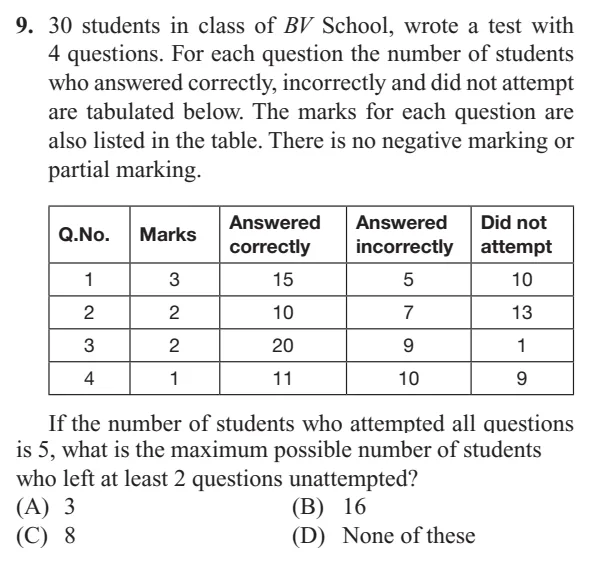 9. 30 students in class of BV School, wrote a test with
4 questions. For each question the number of students
who answered correctly, incorrectly and did not attempt
are tabulated below. The marks for each question are
also listed in the table. There is no negative marking or
partial marking.
Q.No. Marks Answered correctly Answered incorrectly Did not attempt
1 3 15 5 10
2 2 10 7 13
3 2 20 9 1
4 1 11 10 9
If the number of students who attempted all questions
is 5, what is the maximum possible number of students
who left at least 2 questions unattempted?
(A) 3 (B) 16
(C) 8 (D) None of these